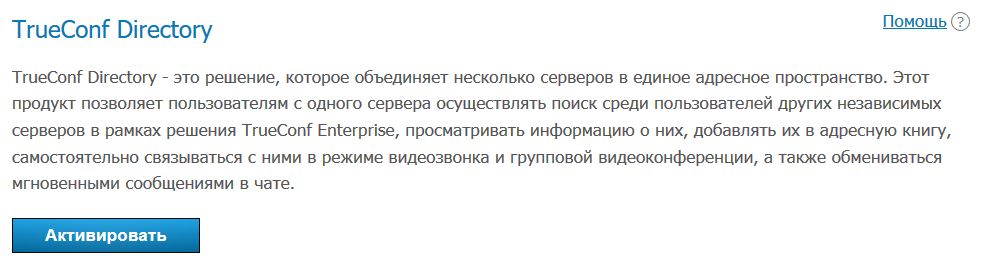 TrueConf Directory
Помощь ?
TrueConf Directory - это решение, которое объединяет несколько серверов в единое адресное пространство. Этот
продукт позволяет пользователям с одного сервера осуществлять поиск среди пользователей других независимых
серверов в рамках решения TrueConf Enterprise, просматривать информацию о них, добавлять их в адресную книгу,
самостоятельно связываться с ними в режиме видеозвонка и групповой видеоконференции, а также обмениваться
мгновенными сообщениями в чате.
Активировать